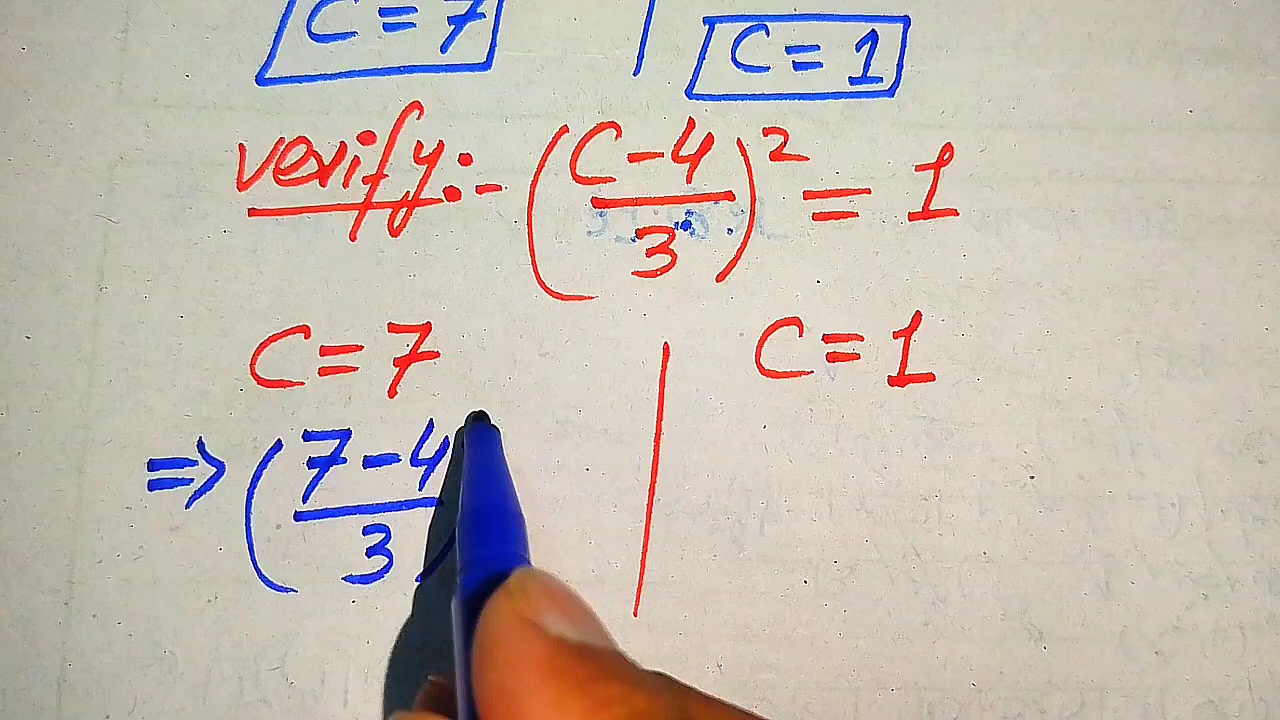 C = 7 | C = 1
verify:- (C-4/3)² = 1
C = 7 | C = 1
⇒ (7-4/3)